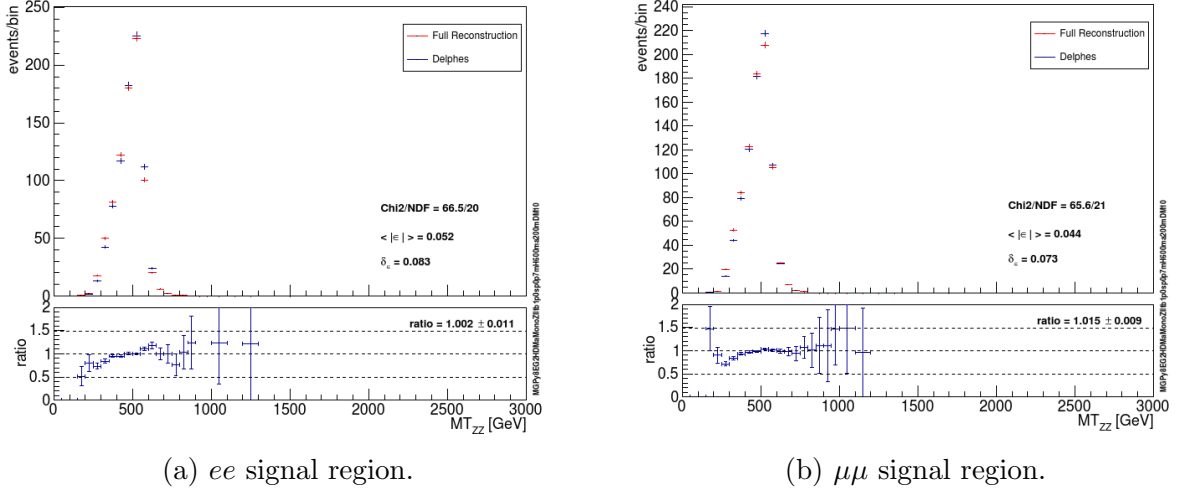 250
200
150
100
50
0
events/bin
Full Reconstruction
Delphes
Chi2/NDF = 66.5/20
< |ϵ| > = 0.052
δϵ = 0.083
2
1.5
1
0.5
ratio
ratio = 1.002 ± 0.011
0 500 1000 1500 2000 2500 3000
MT_ZZ [GeV]
(a) ee signal region.
240
220
200
180
160
140
120
100
80
60
40
20
0
events/bin
Full Reconstruction
Delphes
Chi2/NDF = 65.6/21
< |ϵ| > = 0.044
δϵ = 0.073
2
1.5
1
0.5
0
ratio
ratio = 1.015 ± 0.009
0 500 1000 1500 2000 2500 3000
MT_ZZ [GeV]
(b) μμ signal region.